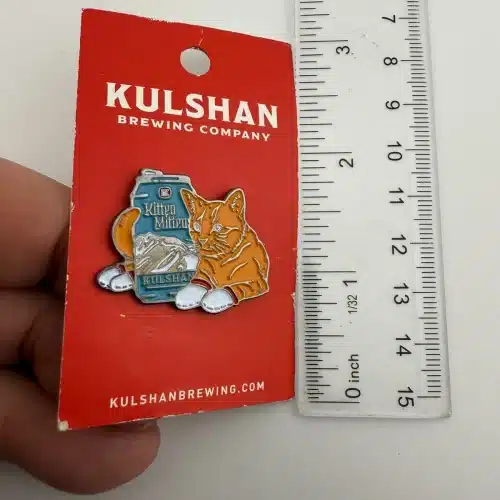 KULSHAN
BREWING COMPANY
Kitten
Mittens
KULSHAN
KULSHANBREWING.COM
3
2
1
1/32
0 inch
7
8
9
10
11
12
13
14
15